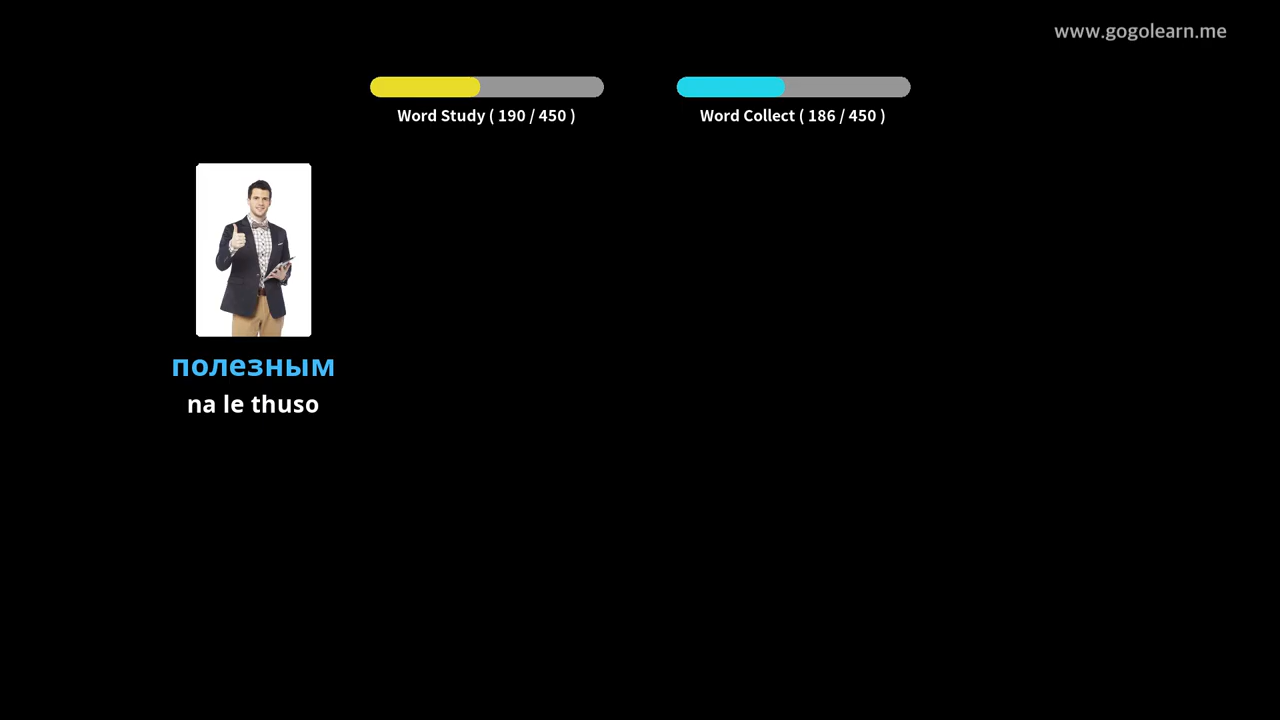 www.gogolearn.me
Word Study ( 190 / 450 )
Word Collect ( 186 / 450 )
полезным
na le thuso